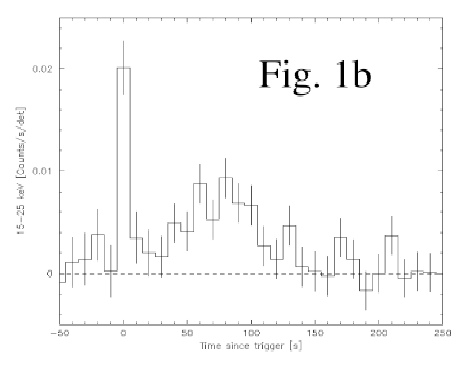 Fig. 1b
15-25 keV [Counts/s/det]
0.02
0.01
0
-50 0 50 100 150 200 250
Time since trigger [s]